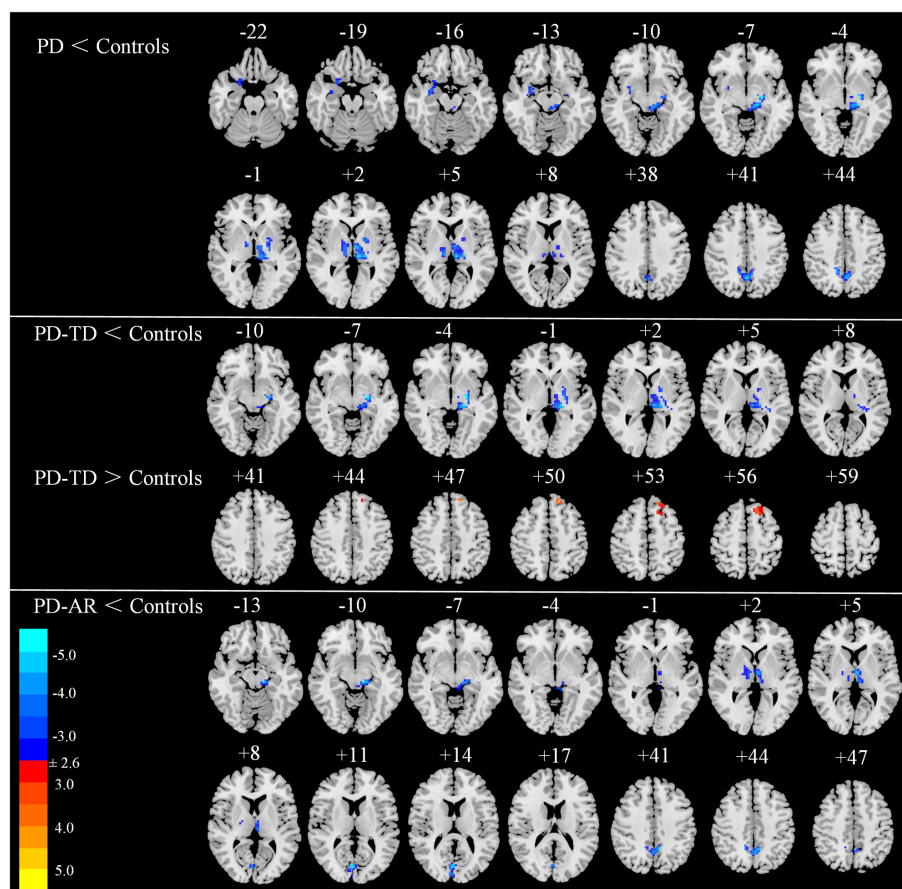 PD < Controls
-22 -19 -16 -13 -10 -7 -4
-1 +2 +5 +8 +38 +41 +44
PD-TD < Controls
-10 -7 -4 -1 +2 +5 +8
PD-TD > Controls
+41 +44 +47 +50 +53 +56 +59
PD-AR < Controls
-13 -10 -7 -4 -1 +2 +5
+8 +11 +14 +17 +41 +44 +47
-5.0
-4.0
-3.0
± 2.6
3.0
4.0
5.0